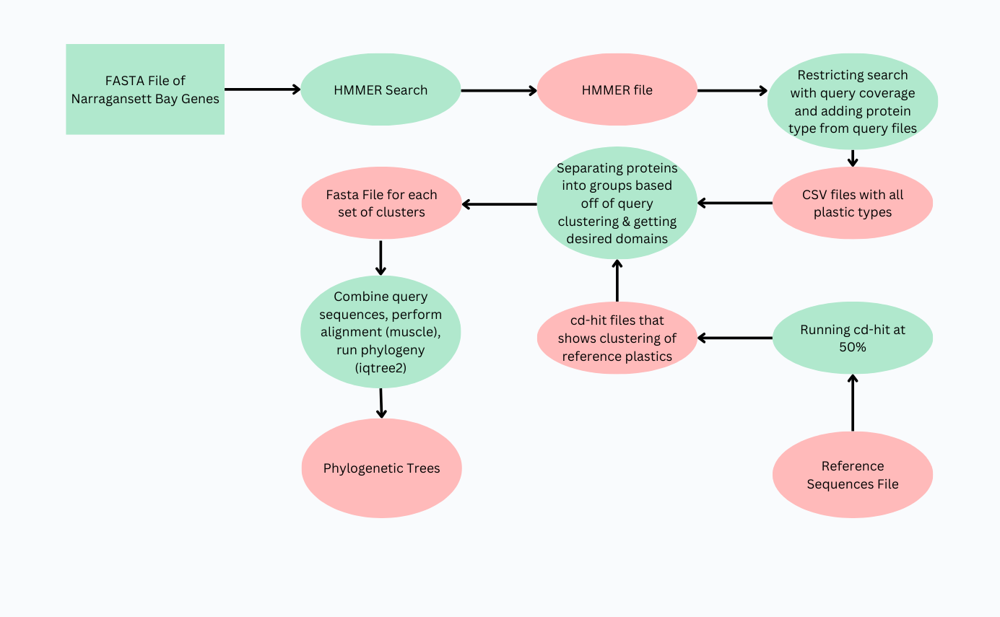 FASTA File of
Narragansett Bay Genes
HMMER Search
HMMER file
Restricting search
with query coverage
and adding protein
type from query files
CSV files with all
plastic types
Separating proteins
into groups based
off of query
clustering & getting
desired domains
Fasta File for each
set of clusters
Combine query
sequences, perform
alignment (muscle),
run phylogeny
(iqtree2)
Phylogenetic Trees
cd-hit files that
shows clustering of
reference plastics
Running cd-hit at
50%
Reference
Sequences File